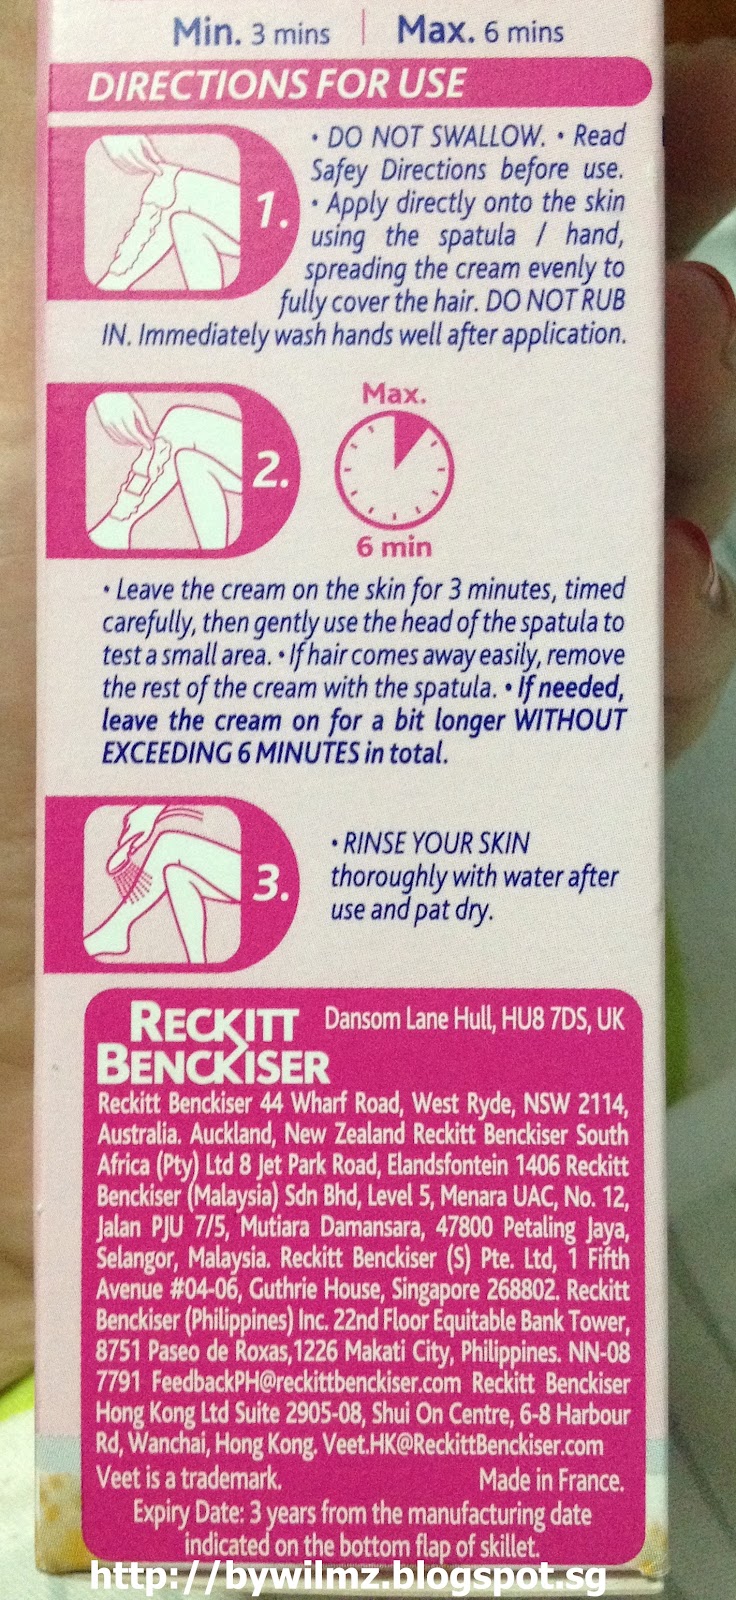 Min. 3 mins | Max. 6 mins
DIRECTIONS FOR USE
1.
• DO NOT SWALLOW. • Read
Safey Directions before use.
• Apply directly onto the skin
using the spatula / hand,
spreading the cream evenly to
fully cover the hair. DO NOT RUB
IN. Immediately wash hands well after application.
2.
Max.
6 min
• Leave the cream on the skin for 3 minutes, timed
carefully, then gently use the head of the spatula to
test a small area. • If hair comes away easily, remove
the rest of the cream with the spatula. • If needed,
leave the cream on for a bit longer WITHOUT
EXCEEDING 6 MINUTES in total.
3.
• RINSE YOUR SKIN
thoroughly with water after
use and pat dry.
RECKITT
BENCKISER
Dansom Lane Hull, HU8 7DS, UK
Reckitt Benckiser 44 Wharf Road, West Ryde, NSW 2114,
Australia. Auckland, New Zealand Reckitt Benckiser South
Africa (Pty) Ltd 8 Jet Park Road, Elandsfontein 1406 Reckitt
Benckiser (Malaysia) Sdn Bhd, Level 5, Menara UAC, No. 12,
Jalan PJU 7/5, Mutiara Damansara, 47800 Petaling Jaya,
Selangor, Malaysia. Reckitt Benckiser (S) Pte. Ltd, 1 Fifth
Avenue #04-06, Guthrie House, Singapore 268802. Reckitt
Benckiser (Philippines) Inc. 22nd Floor Equitable Bank Tower,
8751 Paseo de Roxas,1226 Makati City, Philippines. NN-08
7791 FeedbackPH@reckittbenckiser.com Reckitt Benckiser
Hong Kong Ltd Suite 2905-08, Shui On Centre, 6-8 Harbour
Rd, Wanchai, Hong Kong. Veet.HK@ReckittBenckiser.com
Veet is a trademark. Made in France.
Expiry Date: 3 years from the manufacturing date
indicated on the bottom flap of skillet.
http://bywilmz.blogspot.sg